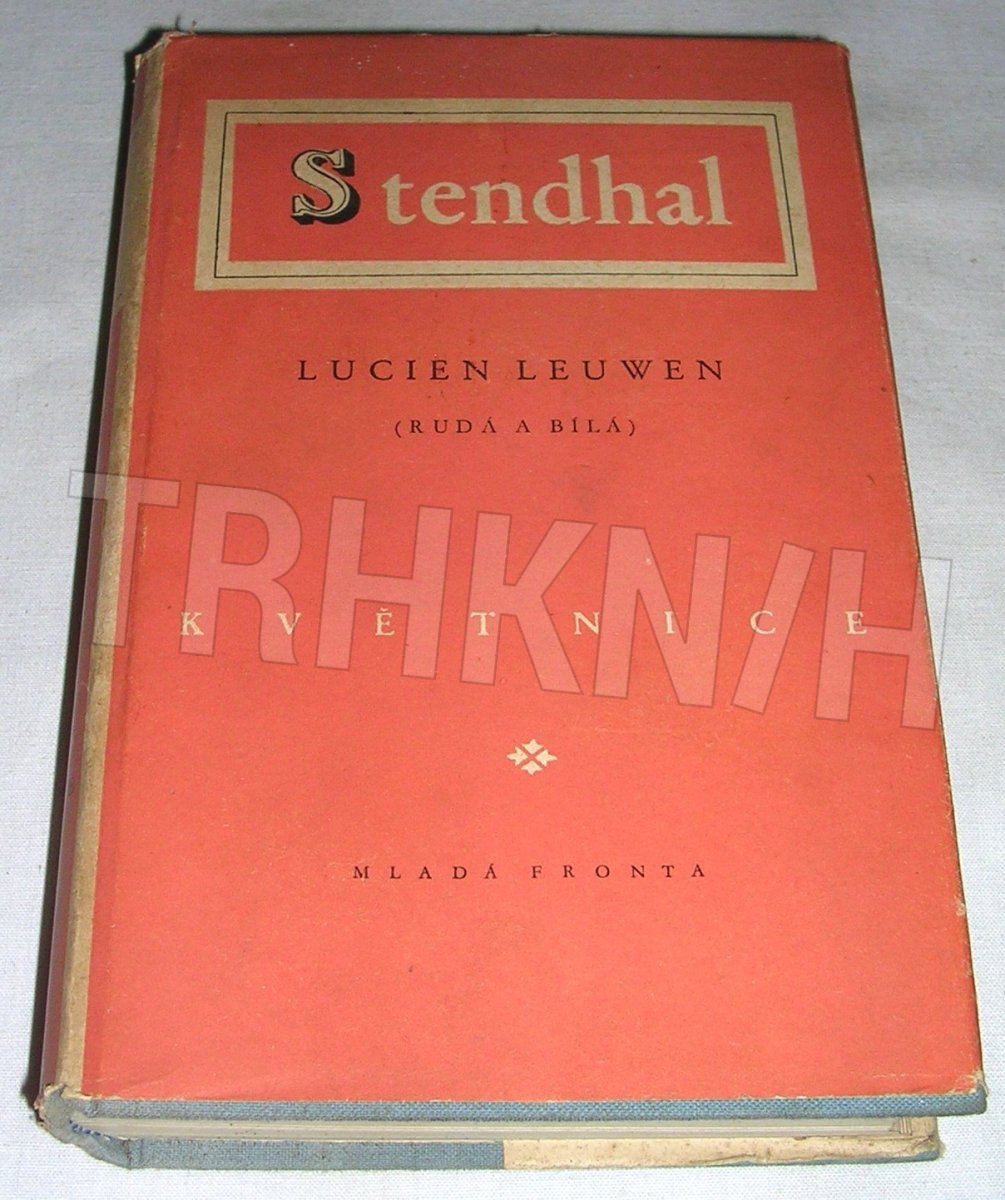 Stendhal
LUCIEN LEUWEN
(RUDÁ A BÍLÁ)
TRHKNIH
KVĚTNICE
MLADÁ FRONTA